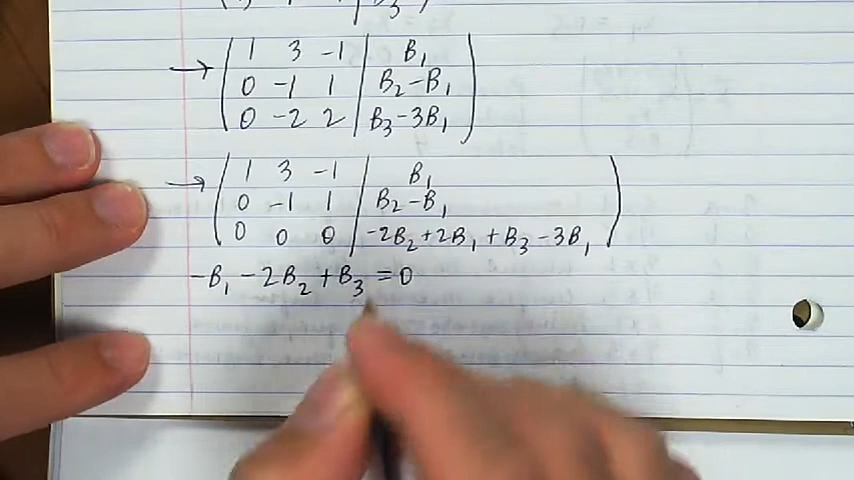 B₃
→ ( 1 3 -1 | B₁
0 -1 1 | B₂ - B₁
0 -2 2 | B₃ - 3B₁ )
→ ( 1 3 -1 | B₁
0 -1 1 | B₂ - B₁
0 0 0 | -2B₂ + 2B₁ + B₃ - 3B₁ )
-B₁ - 2B₂ + B₃ = 0